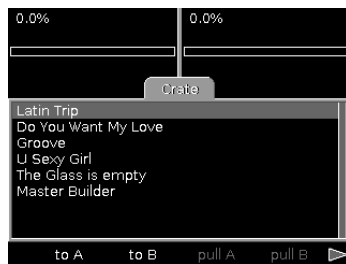 0.0%
0.0%
Crate
Latin Trip
Do You Want My Love
Groove
U Sexy Girl
The Glass is empty
Master Builder
to A to B pull A pull B